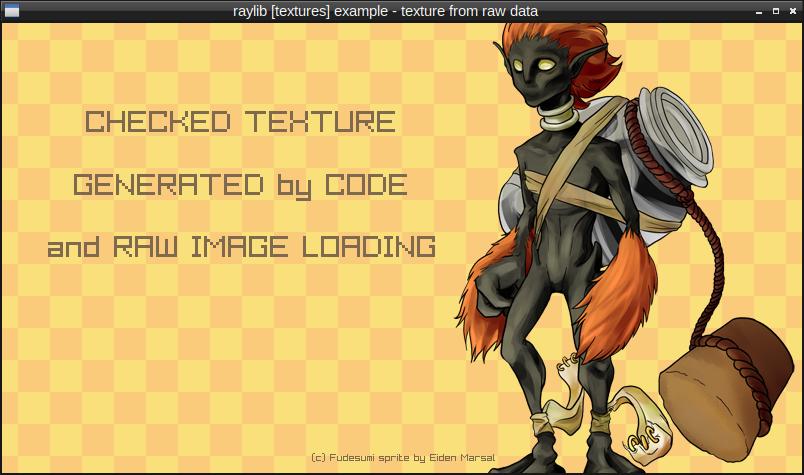 raylib [textures] example - texture from raw data
CHECKED TEXTURE
GENERATED by CODE
and RAW IMAGE LOADING
(c) Fudesumi sprite by Eiden Marsal